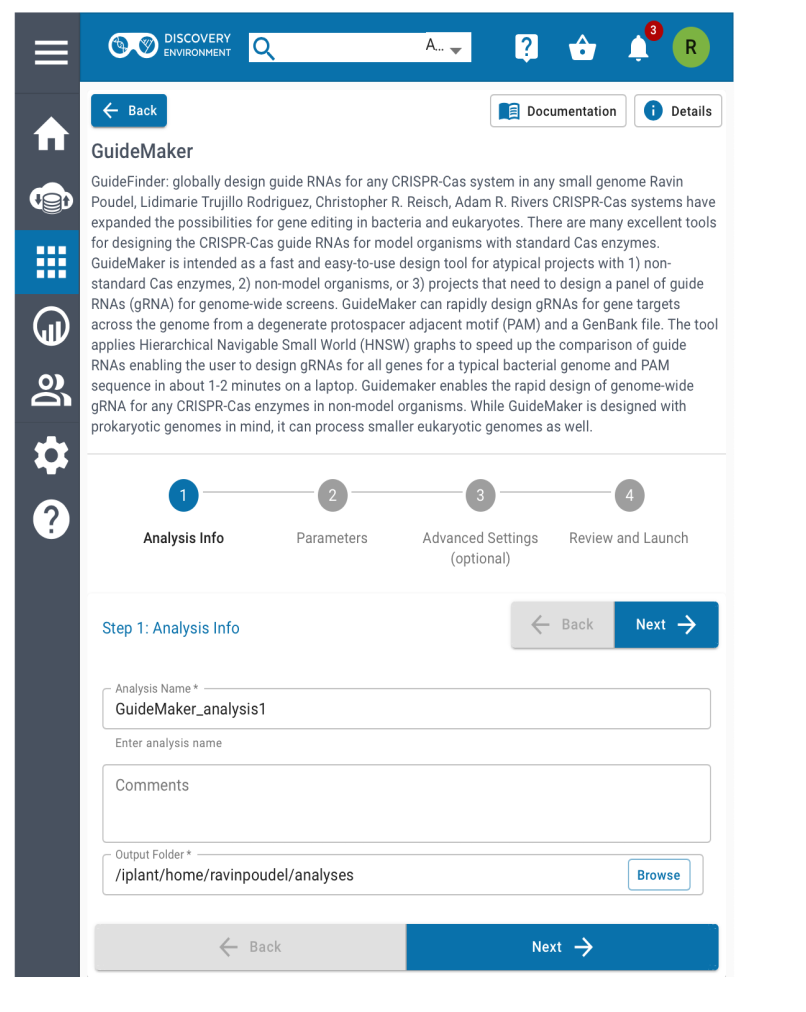 DISCOVERY
ENVIRONMENT
A...
?
3
R
Back
Documentation
i
Details
GuideMaker
GuideFinder: globally design guide RNAs for any CRISPR-Cas system in any small genome Ravin
Poudel, Lidimarie Trujillo Rodriguez, Christopher R. Reisch, Adam R. Rivers CRISPR-Cas systems have
expanded the possibilities for gene editing in bacteria and eukaryotes. There are many excellent tools
for designing the CRISPR-Cas guide RNAs for model organisms with standard Cas enzymes.
GuideMaker is intended as a fast and easy-to-use design tool for atypical projects with 1) non-
standard Cas enzymes, 2) non-model organisms, or 3) projects that need to design a panel of guide
RNAs (gRNA) for genome-wide screens. GuideMaker can rapidly design gRNAs for gene targets
across the genome from a degenerate protospacer adjacent motif (PAM) and a GenBank file. The tool
applies Hierarchical Navigable Small World (HNSW) graphs to speed up the comparison of guide
RNAs enabling the user to design gRNAs for all genes for a typical bacterial genome and PAM
sequence in about 1-2 minutes on a laptop. Guidemaker enables the rapid design of genome-wide
gRNA for any CRISPR-Cas enzymes in non-model organisms. While GuideMaker is designed with
prokaryotic genomes in mind, it can process smaller eukaryotic genomes as well.
?
1
2
3
4
Analysis Info
Parameters
Advanced Settings
(optional)
Review and Launch
Step 1: Analysis Info
Back
Next
Analysis Name *
GuideMaker_analysis1
Enter analysis name
Comments
Output Folder *
/iplant/home/ravinpoudel/analyses
Browse
Back
Next